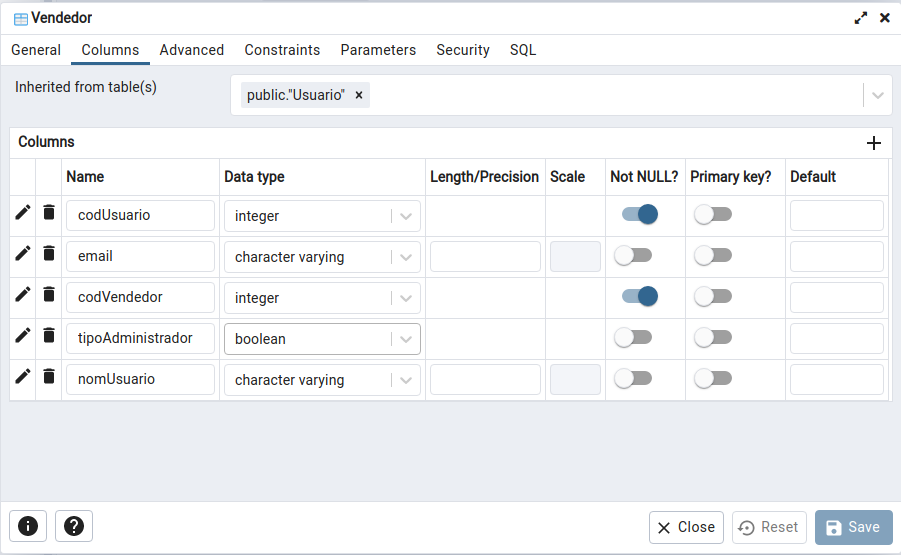 Vendedor
General Columns Advanced Constraints Parameters Security SQL
Inherited from table(s) public."Usuario" ×
Columns
Name Data type Length/Precision Scale Not NULL? Primary key? Default
codUsuario integer
email character varying
codVendedor integer
tipoAdministrador boolean
nomUsuario character varying
Close Reset Save